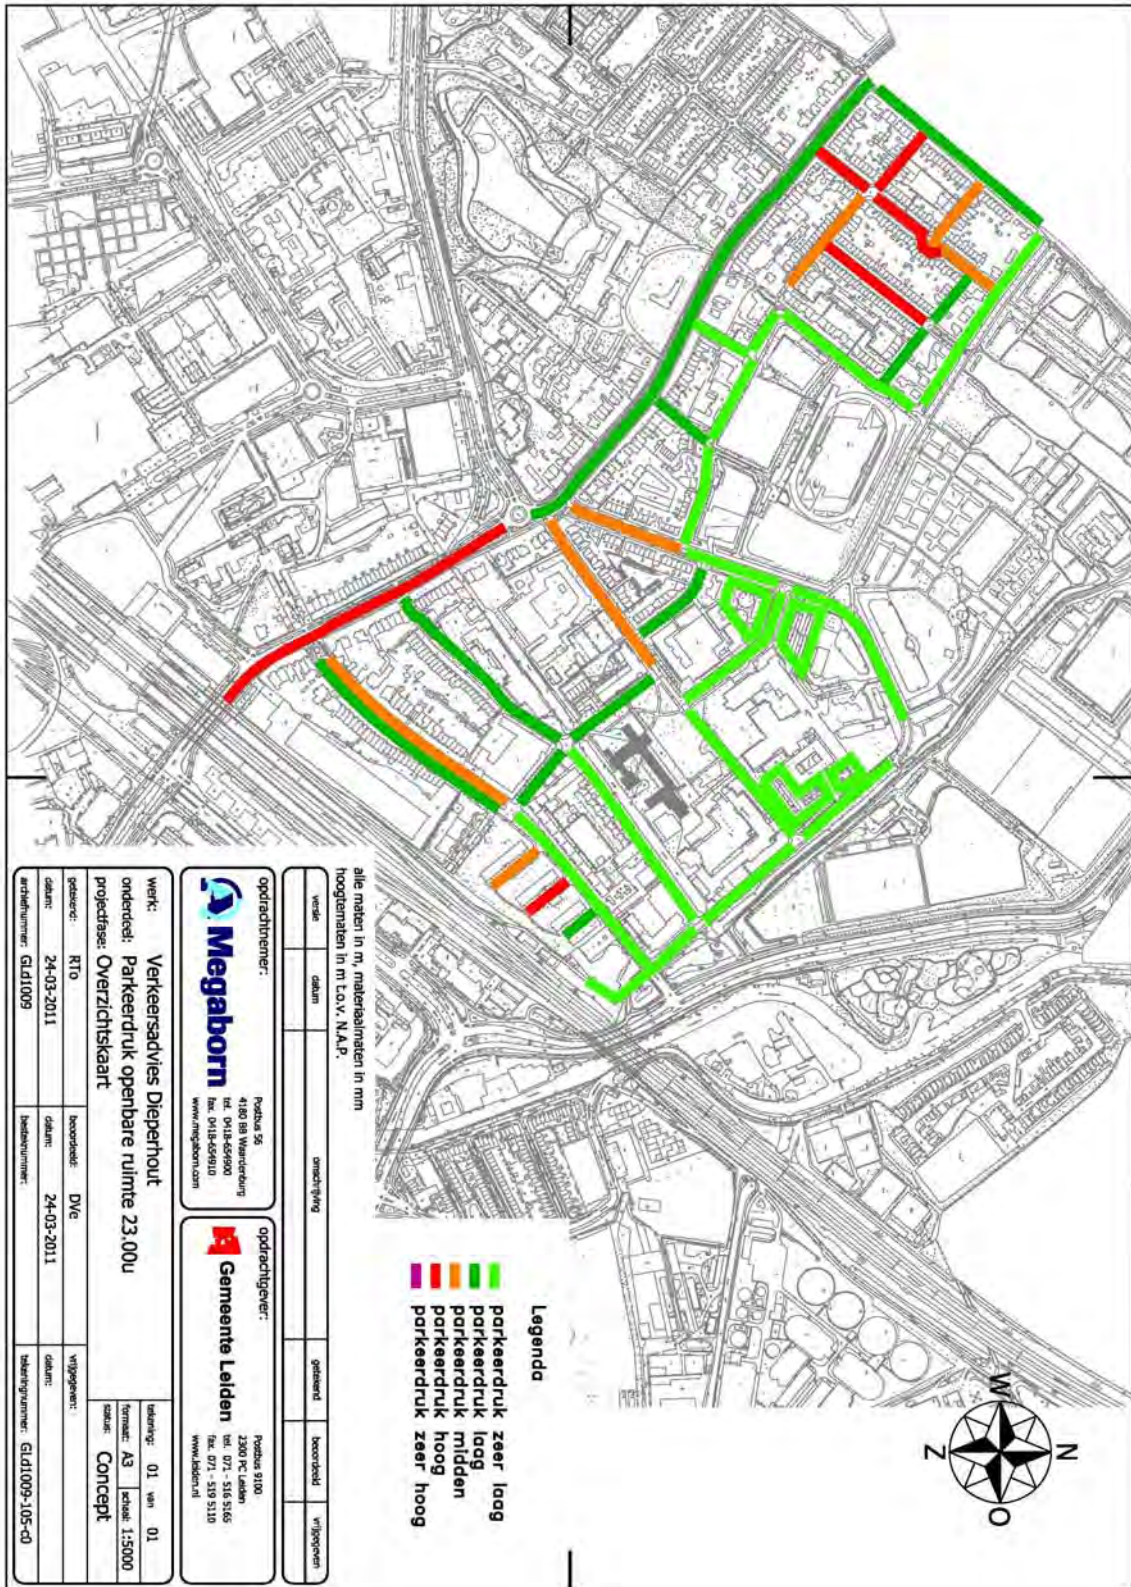 N
W
O
Z
Legenda
parkeerdruk zeer laag
parkeerdruk laag
parkeerdruk midden
parkeerdruk hoog
parkeerdruk zeer hoog
alle maten in m, materiaalmaten in mm
hoogtematen in m t.o.v. N.A.P.
versie
datum
omschrijving
getekend
beoordeeld
vrijgegeven
opdrachtnemer:
Megaborn
Postbus 56
4180 BB Waardenburg
tel. 0418-654900
fax. 0418-654910
www.megaborn.com
opdrachtgever:
Gemeente Leiden
Postbus 9100
2300 PC Leiden
tel. 071 - 516 5165
fax. 071 - 519 5110
www.leiden.nl
werk: Verkeersadvies Dieperhout
onderdeel: Parkeerdruk openbare ruimte 23.00u
projectfase: Overzichtskaart
tekening: 01 van 01
formaat: A3 schaal: 1:5000
status: Concept
getekend: RTo
beoordeeld: DVe
vrijgegeven:
datum: 24-03-2011
datum: 24-03-2011
datum:
archiefnummer: GLd1009
besteknummer:
tekeningnummer: GLd1009-105-c0